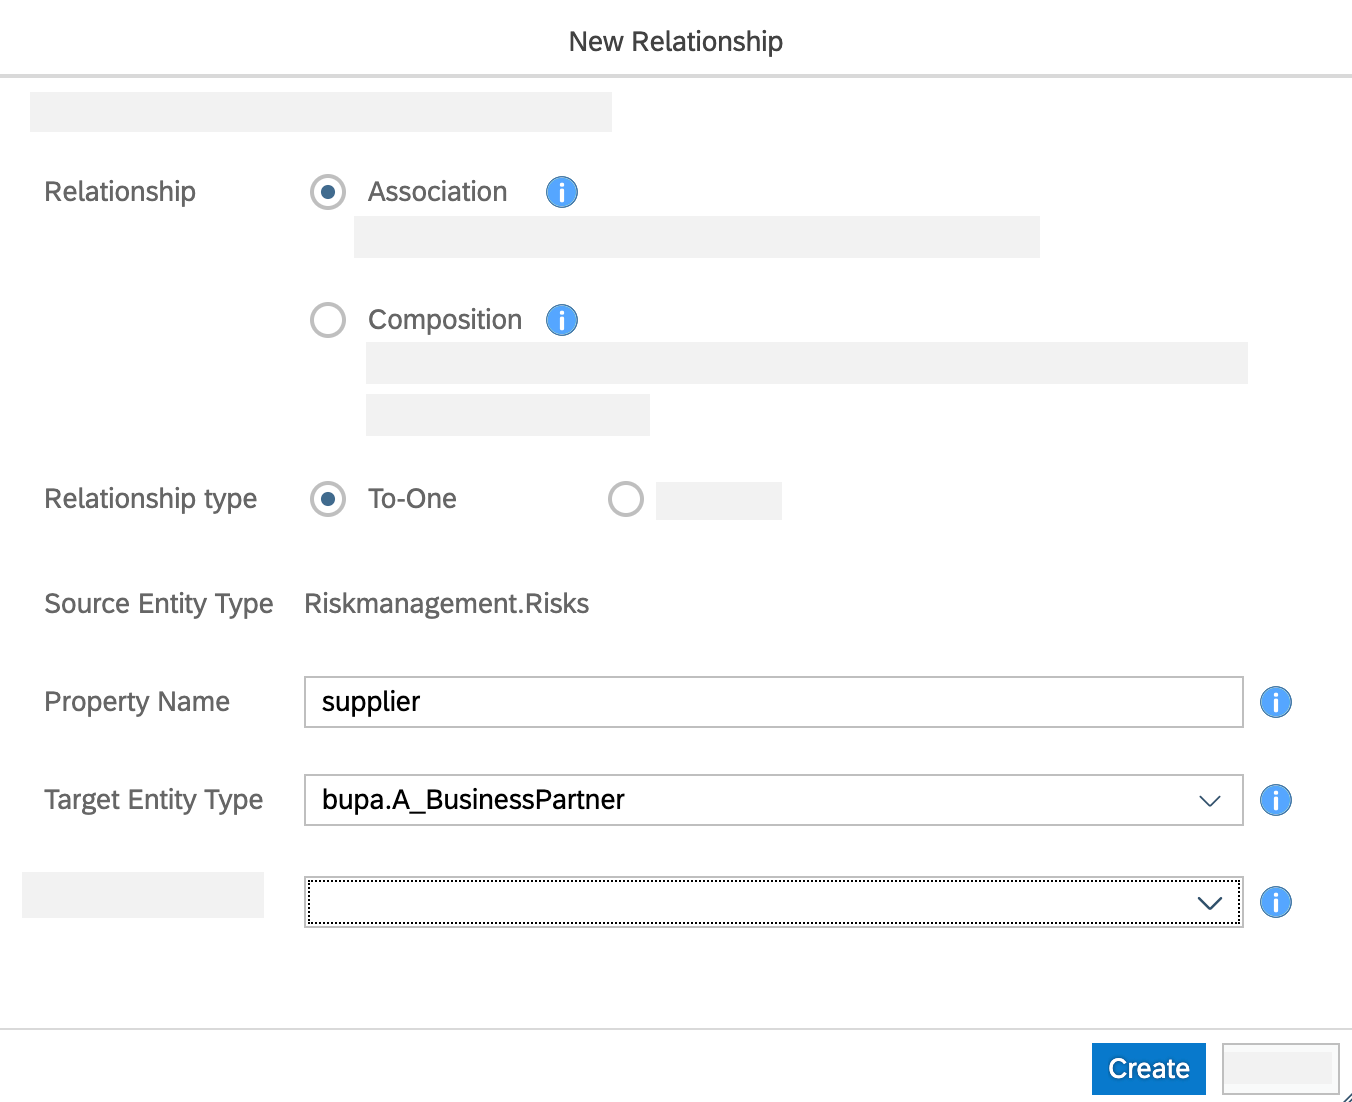 New Relationship
Relationship
Association
Composition
Relationship type
To-One
Source Entity Type
Riskmanagement.Risks
Property Name
supplier
Target Entity Type
bupa.A_BusinessPartner
Create